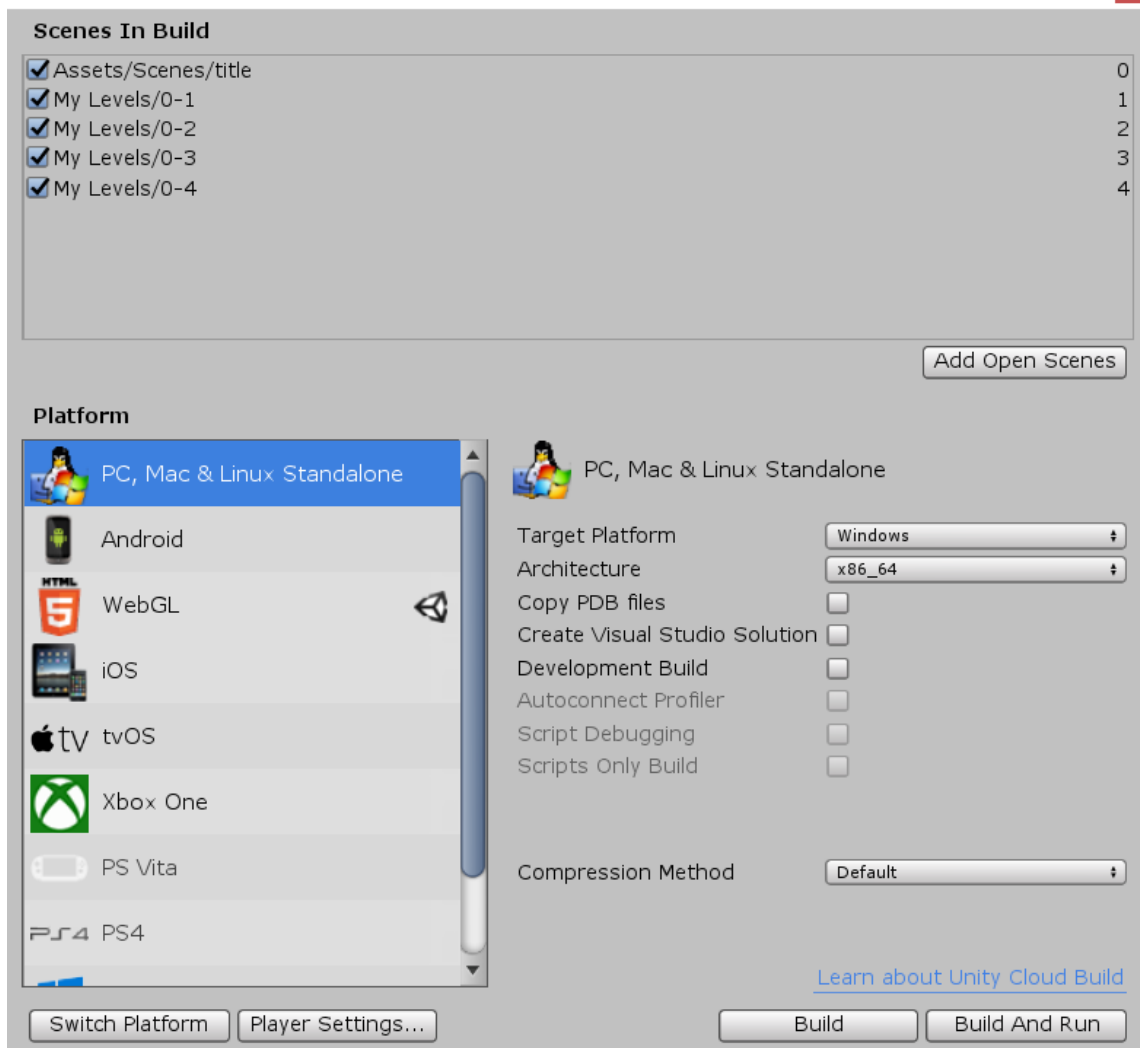 Scenes In Build
Assets/Scenes/title 0
My Levels/0-1 1
My Levels/0-2 2
My Levels/0-3 3
My Levels/0-4 4
Add Open Scenes
Platform
PC, Mac & Linux Standalone
Android
HTML
5
WebGL
iOS
tv tvOS
Xbox One
PS Vita
PS4 PS4
PC, Mac & Linux Standalone
Target Platform Windows
Architecture x86_64
Copy PDB files
Create Visual Studio Solution
Development Build
Autoconnect Profiler
Script Debugging
Scripts Only Build
Compression Method Default
Learn about Unity Cloud Build
Switch Platform Player Settings... Build Build And Run